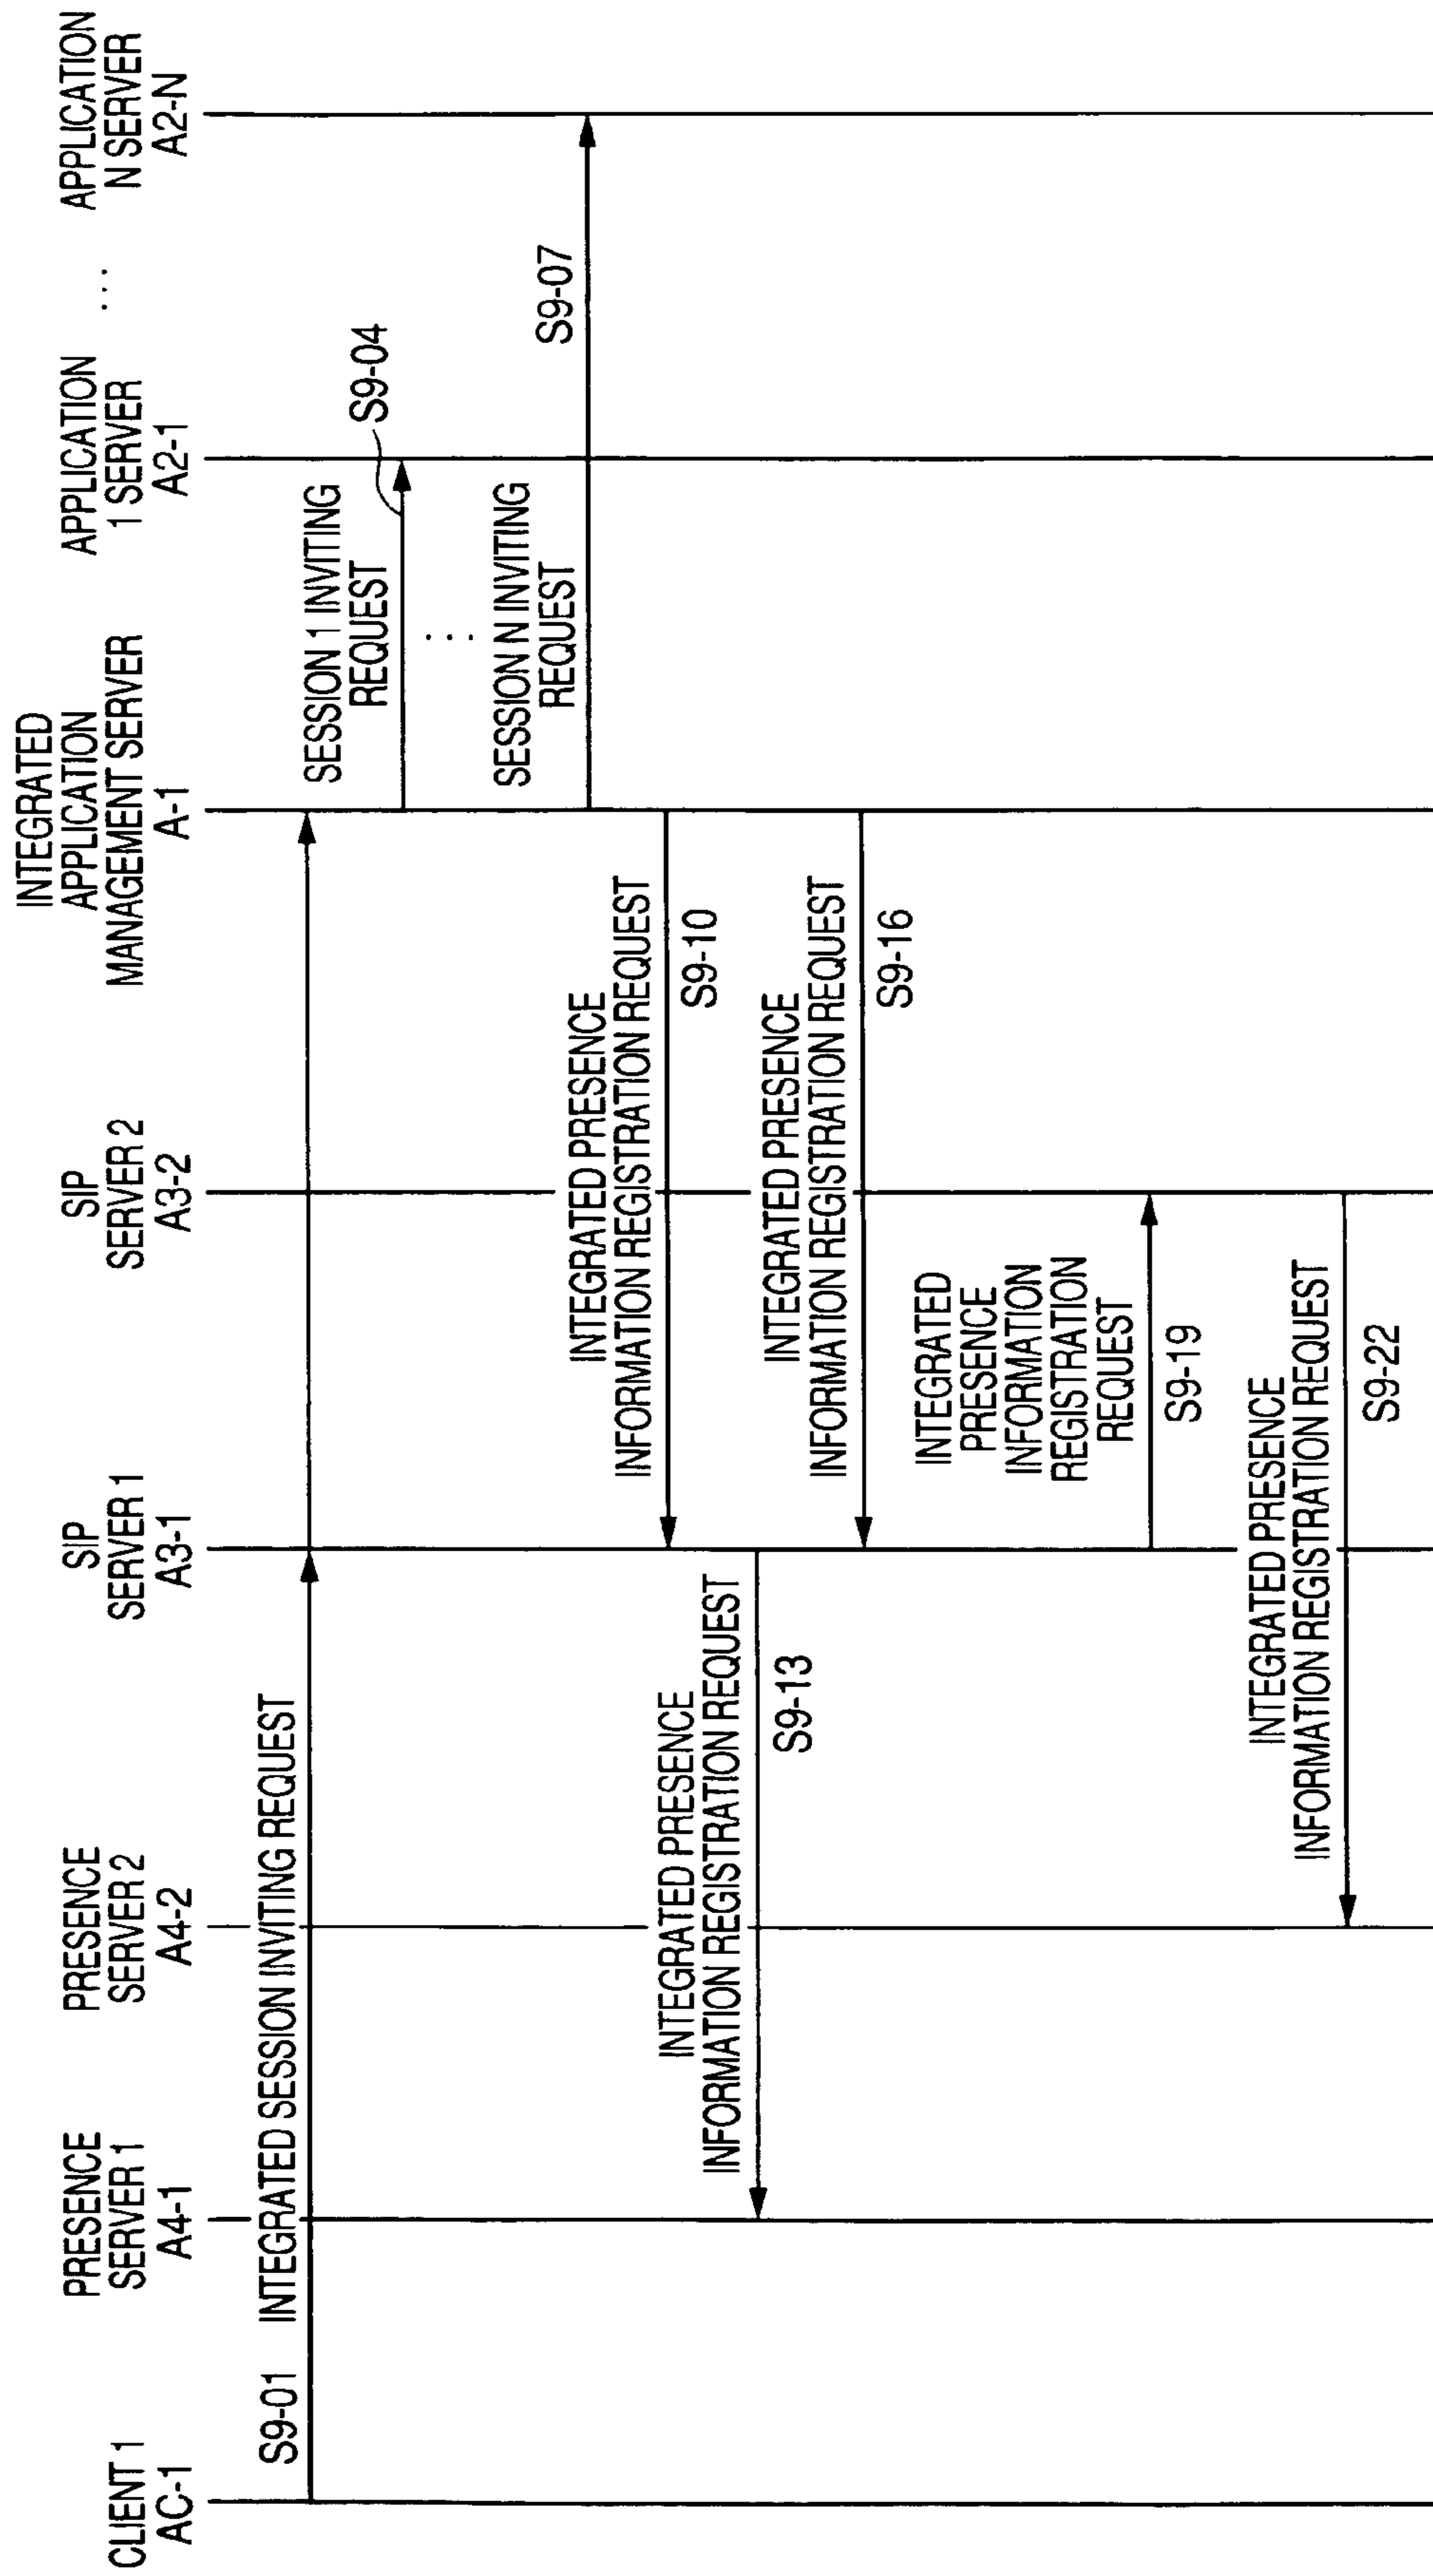 CLIENT 1
AC-1
PRESENCE
SERVER 1
A4-1
PRESENCE
SERVER 2
A4-2
SIP
SERVER 1
A3-1
SIP
SERVER 2
A3-2
INTEGRATED
APPLICATION
MANAGEMENT SERVER
A-1
APPLICATION
1 SERVER
A2-1
...
APPLICATION
N SERVER
A2-N
S9-01 INTEGRATED SESSION INVITING REQUEST
SESSION 1 INVITING
REQUEST
S9-04
...
SESSION N INVITING
REQUEST
S9-07
INTEGRATED PRESENCE
INFORMATION REGISTRATION REQUEST
S9-10
INTEGRATED PRESENCE
INFORMATION REGISTRATION REQUEST
S9-13
INTEGRATED PRESENCE
INFORMATION REGISTRATION REQUEST
S9-16
INTEGRATED
PRESENCE
INFORMATION
REGISTRATION
REQUEST
S9-19
INTEGRATED PRESENCE
INFORMATION REGISTRATION REQUEST
S9-22